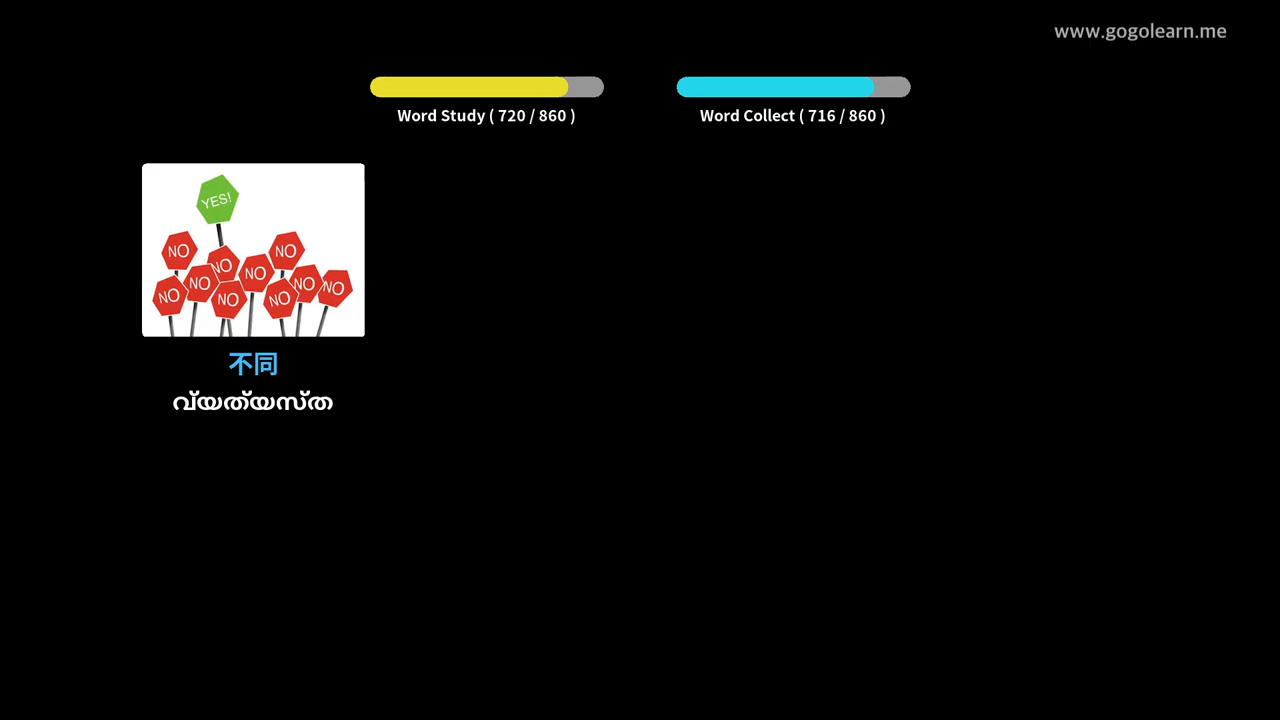 www.gogolearn.me
Word Study ( 720 / 860 )
Word Collect ( 716 / 860 )
YES!
NO
NO
NO
NO
NO
NO
NO
NO
NO
NO
不同
വ്യത്യസ്ത